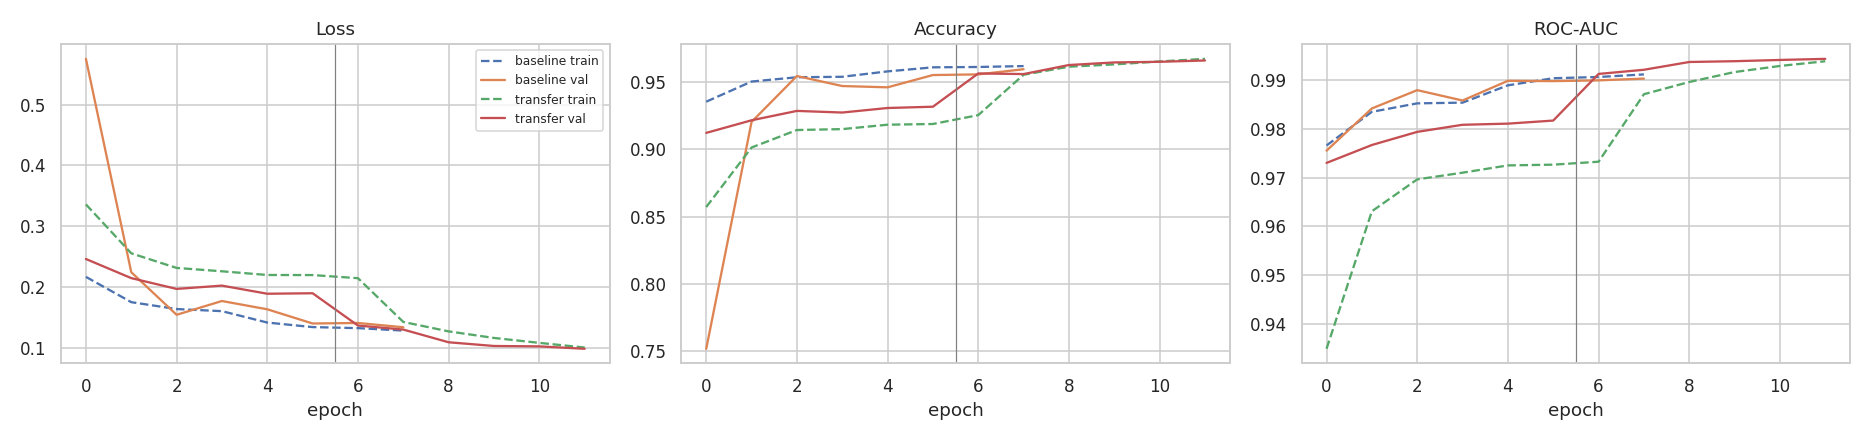 Loss
baseline train
baseline val
transfer train
transfer val
0.5
0.4
0.3
0.2
0.1
0 2 4 6 8 10
epoch
Accuracy
0.95
0.90
0.85
0.80
0.75
0 2 4 6 8 10
epoch
ROC-AUC
0.99
0.98
0.97
0.96
0.95
0.94
0 2 4 6 8 10
epoch